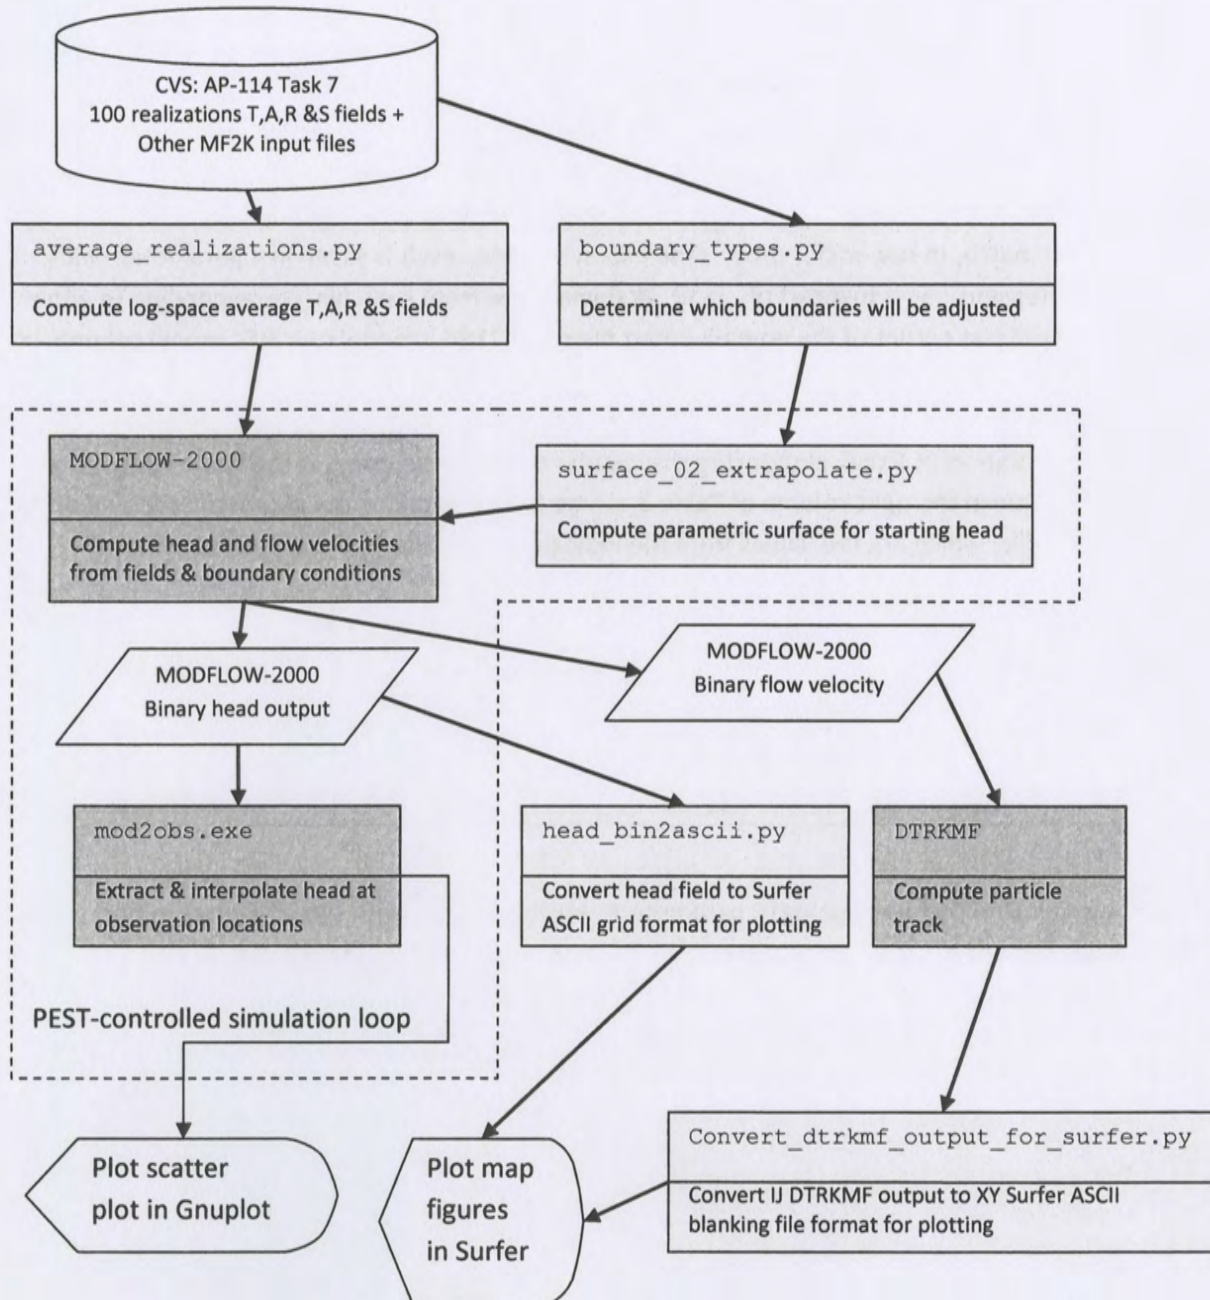 CVS: AP-114 Task 7
100 realizations T,A,R &S fields +
Other MF2K input files
average_realizations.py
Compute log-space average T,A,R &S fields
boundary_types.py
Determine which boundaries will be adjusted
MODFLOW-2000
Compute head and flow velocities
from fields & boundary conditions
surface_02_extrapolate.py
Compute parametric surface for starting head
MODFLOW-2000
Binary head output
MODFLOW-2000
Binary flow velocity
mod2obs.exe
Extract & interpolate head at
observation locations
head_bin2ascii.py
Convert head field to Surfer
ASCII grid format for plotting
DTRKMF
Compute particle
track
PEST-controlled simulation loop
Plot scatter
plot in Gnuplot
Plot map
figures
in Surfer
Convert_dtrkmf_output_for_surfer.py
Convert IJ DTRKMF output to XY Surfer ASCII
blanking file format for plotting